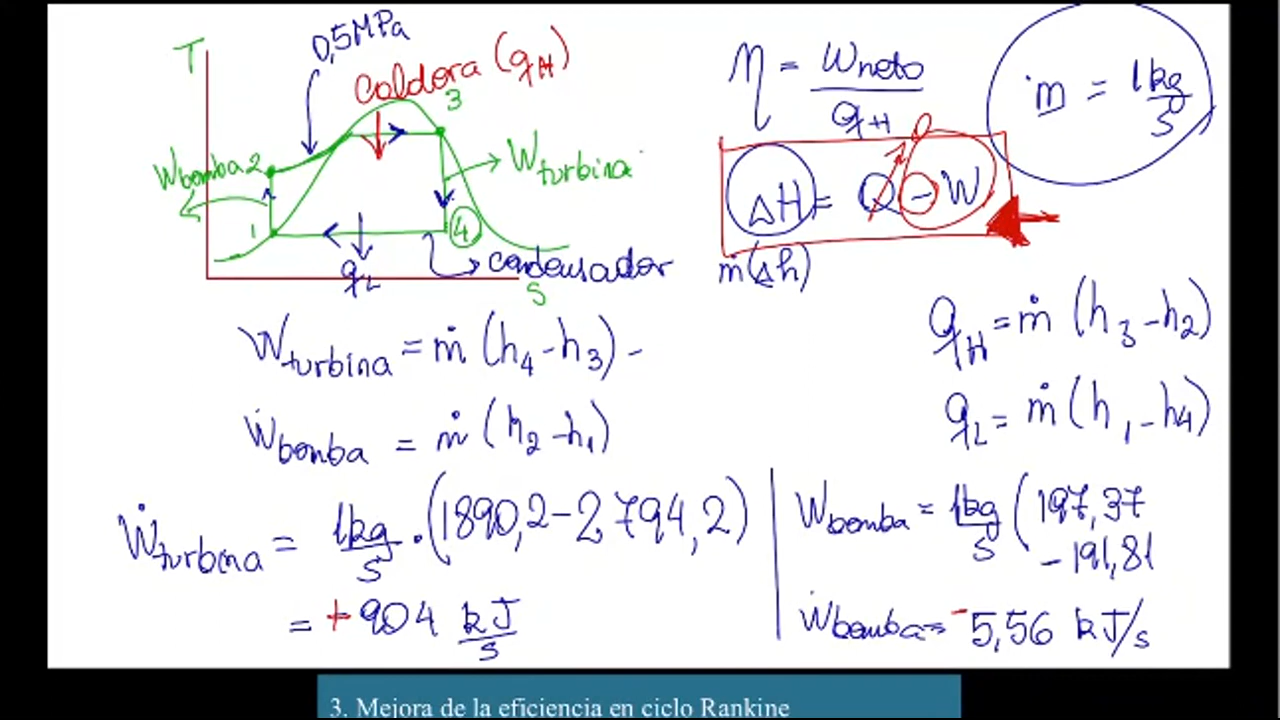 T
0,5MPa
Caldera (qH)
3
Wbomba 2
Wturbina
1
4
qL
condensador
S
η = Wneto / qH
ṁ = 1kg/s
0
ΔH = Q - W
ṁ(Δh)
Wturbina = ṁ (h4 - h3) -
qH = ṁ (h3 - h2)
Ẇbomba = ṁ (h2 - h1)
qL = ṁ (h1 - h4)
Ẇturbina = 1kg/s . (1890,2 - 2794,2)
= + 904 kJ/s
Wbomba = 1kg/s (197,37
- 191,81
Ẇbomba = - 5,56 kJ/s
3. Mejora de la eficiencia en ciclo Rankine